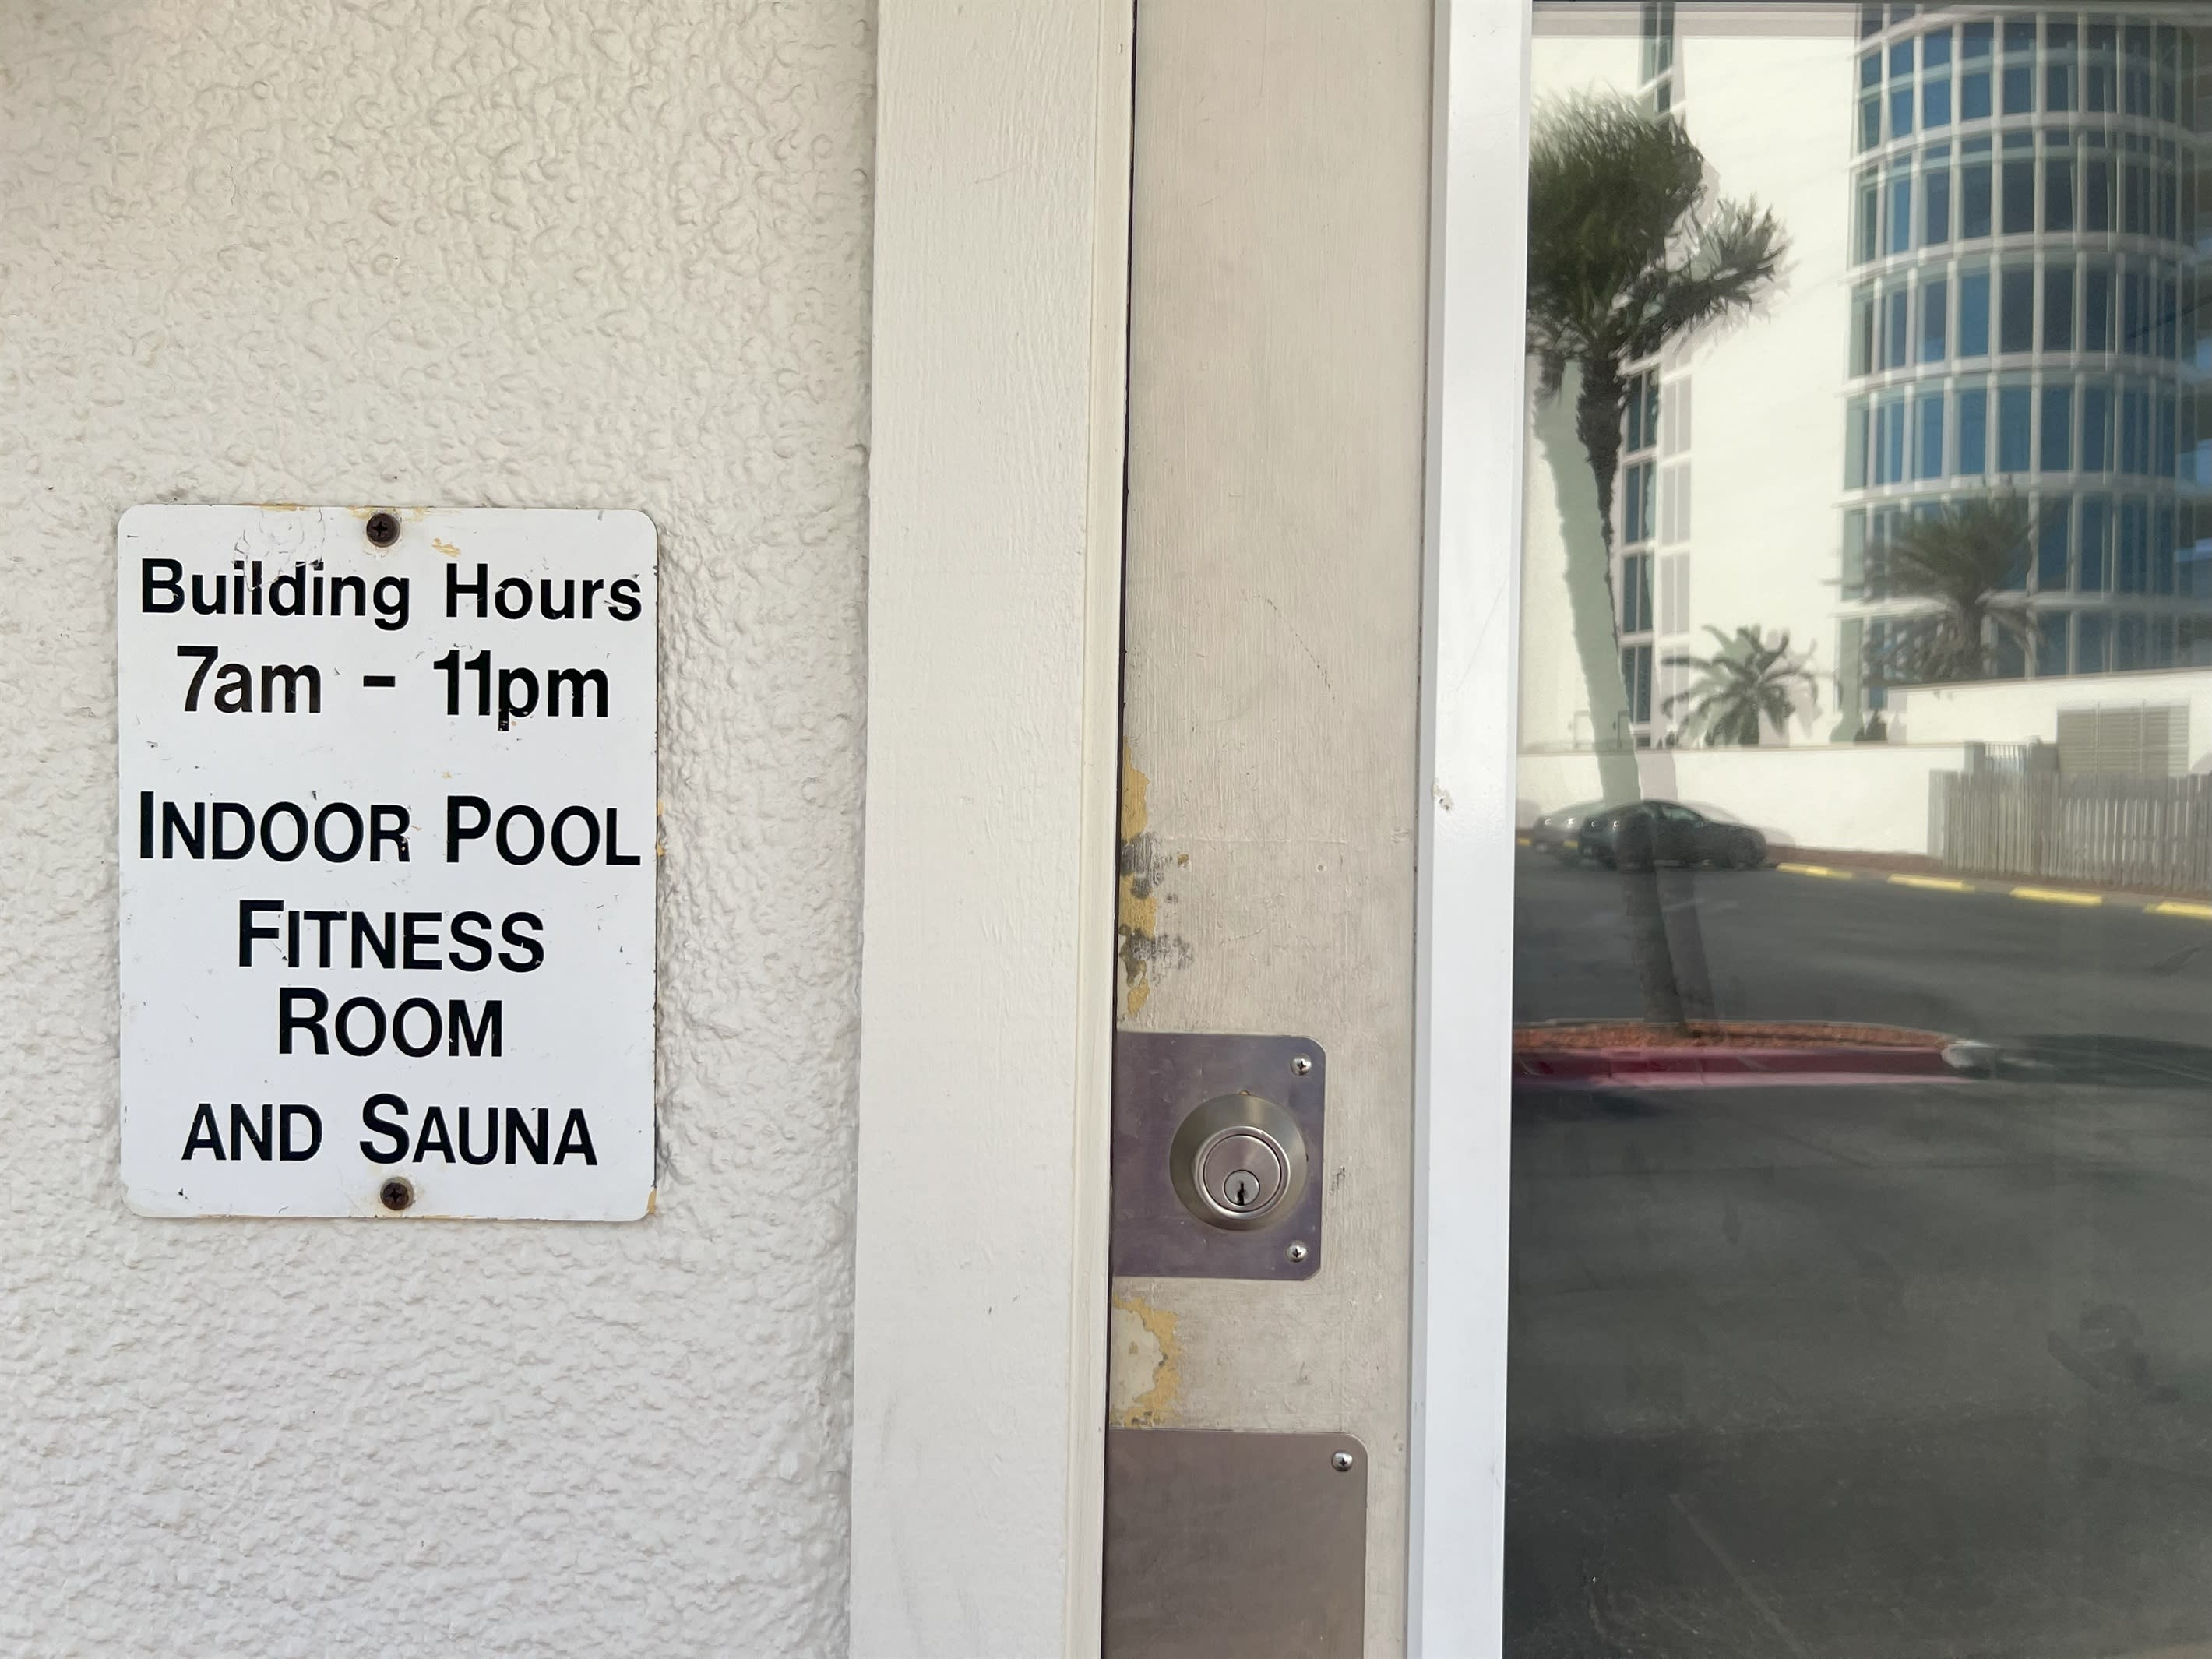 Building Hours
7am - 11pm
INDOOR POOL
FITNESS
ROOM
AND SAUNA